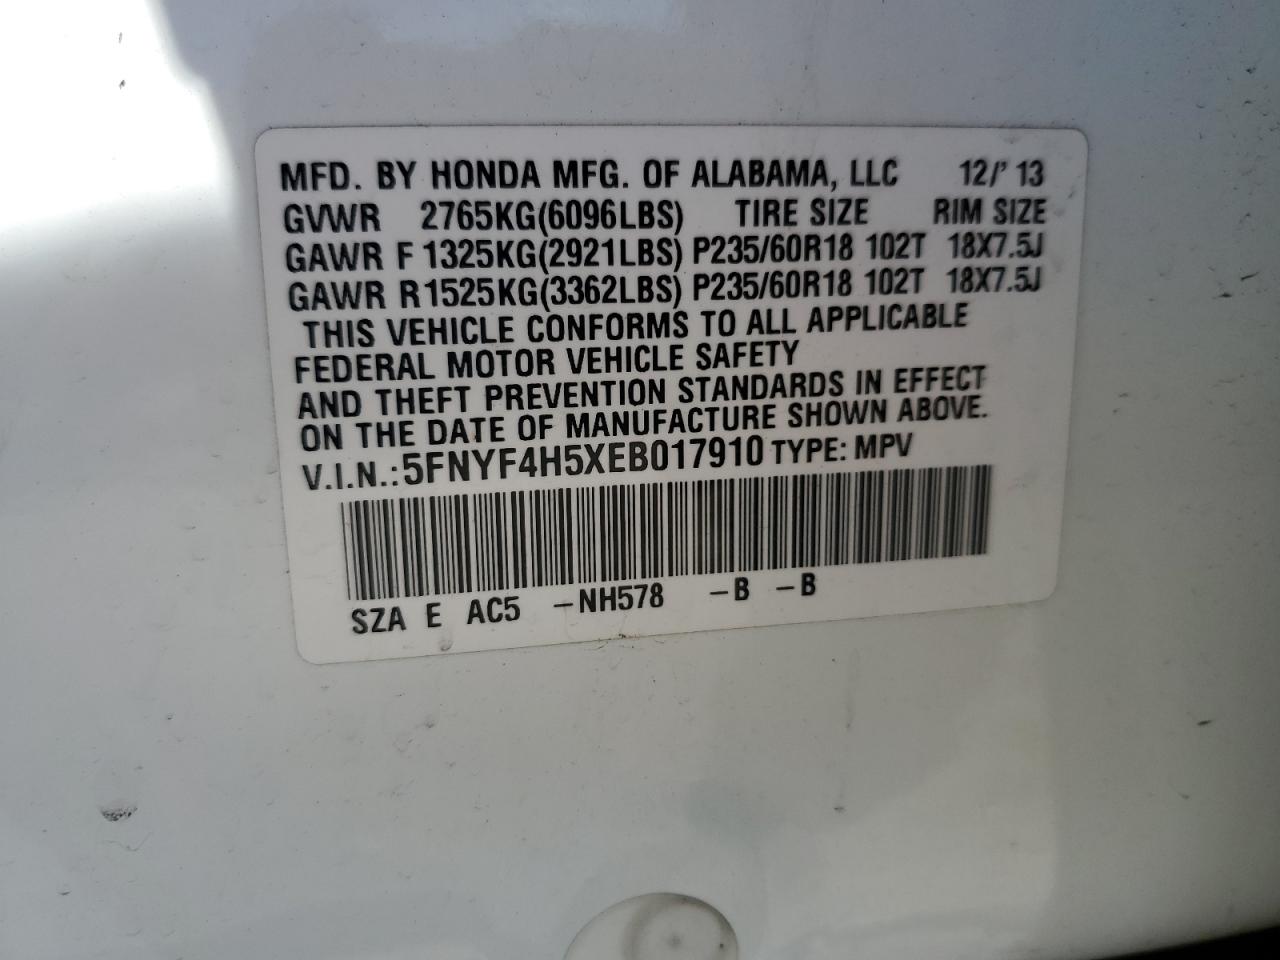 MFD. BY HONDA MFG. OF ALABAMA, LLC 12/' 13
GVWR 2765KG(6096LBS) TIRE SIZE RIM SIZE
GAWR F 1325KG(2921LBS) P235/60R18 102T 18X7.5J
GAWR R1525KG(3362LBS) P235/60R18 102T 18X7.5J
THIS VEHICLE CONFORMS TO ALL APPLICABLE
FEDERAL MOTOR VEHICLE SAFETY
AND THEFT PREVENTION STANDARDS IN EFFECT
ON THE DATE OF MANUFACTURE SHOWN ABOVE.
V.I.N.: 5FNYF4H5XEB017910 TYPE: MPV
SZA E AC5 -NH578 -B -B